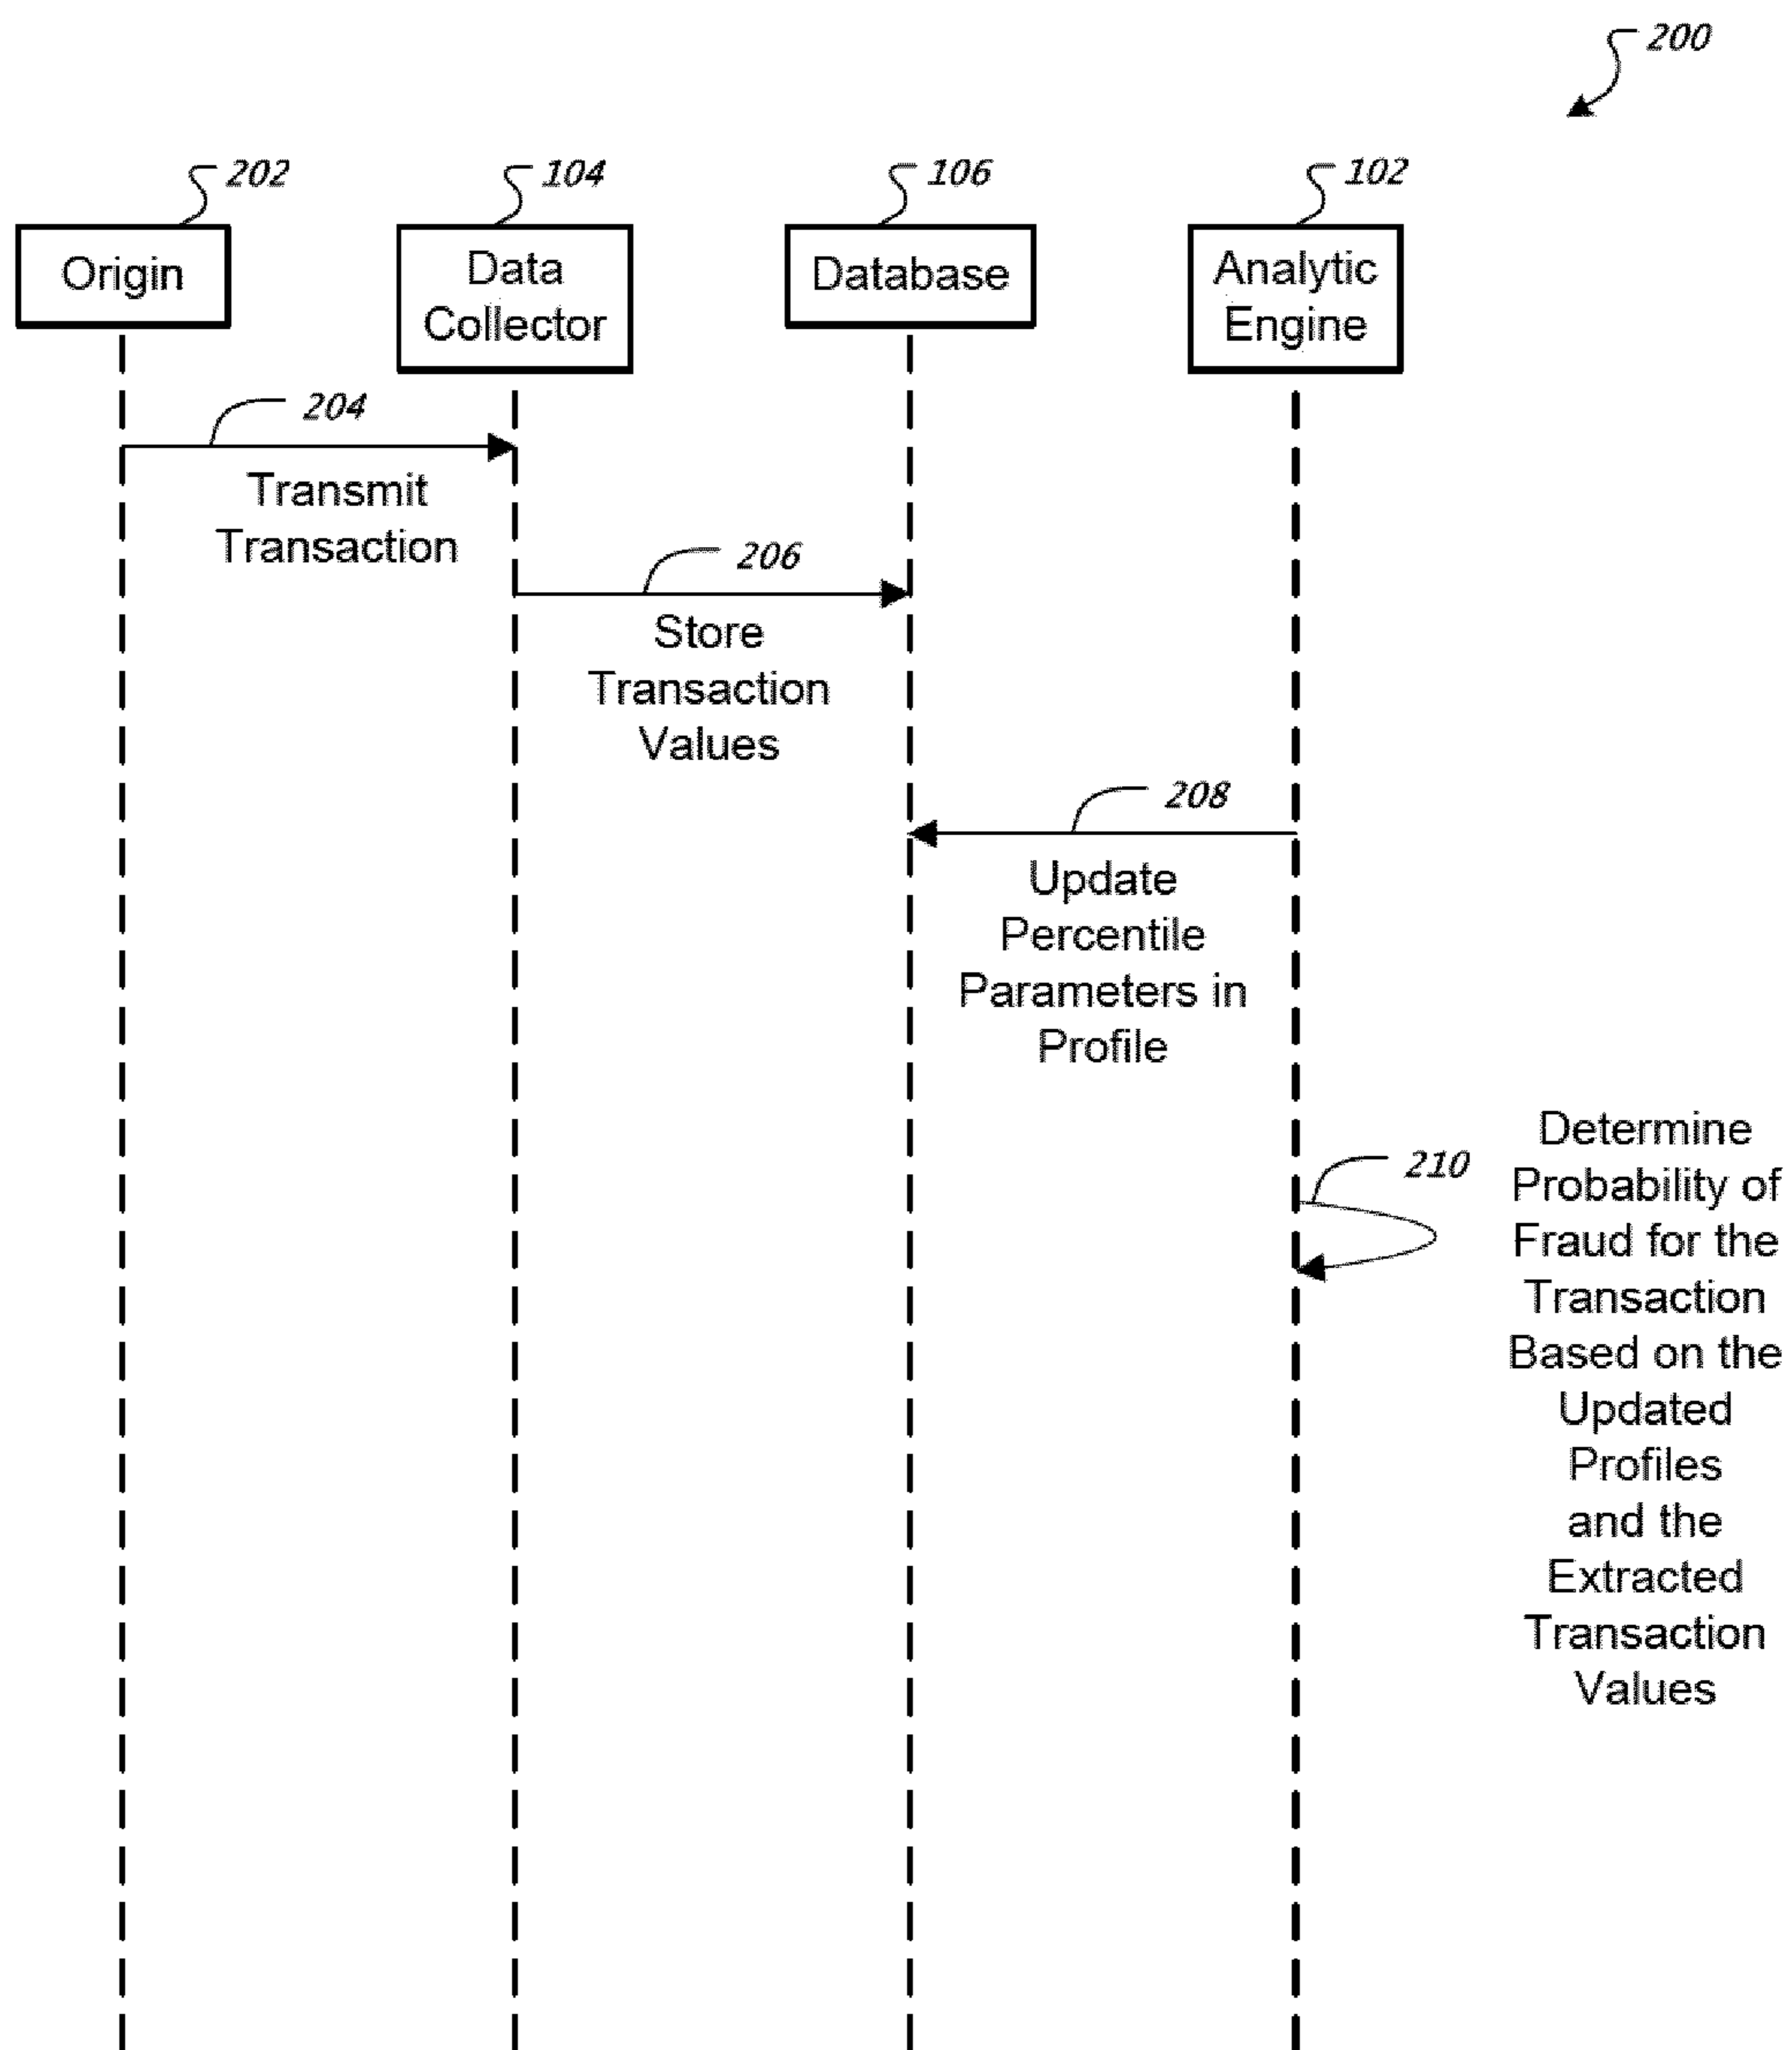 200
202
104
106
102
Origin
Data
Collector
Database
Analytic
Engine
204
Transmit
Transaction
206
Store
Transaction
Values
208
Update
Percentile
Parameters in
Profile
210
Determine
Probability of
Fraud for the
Transaction
Based on the
Updated
Profiles
and the
Extracted
Transaction
Values